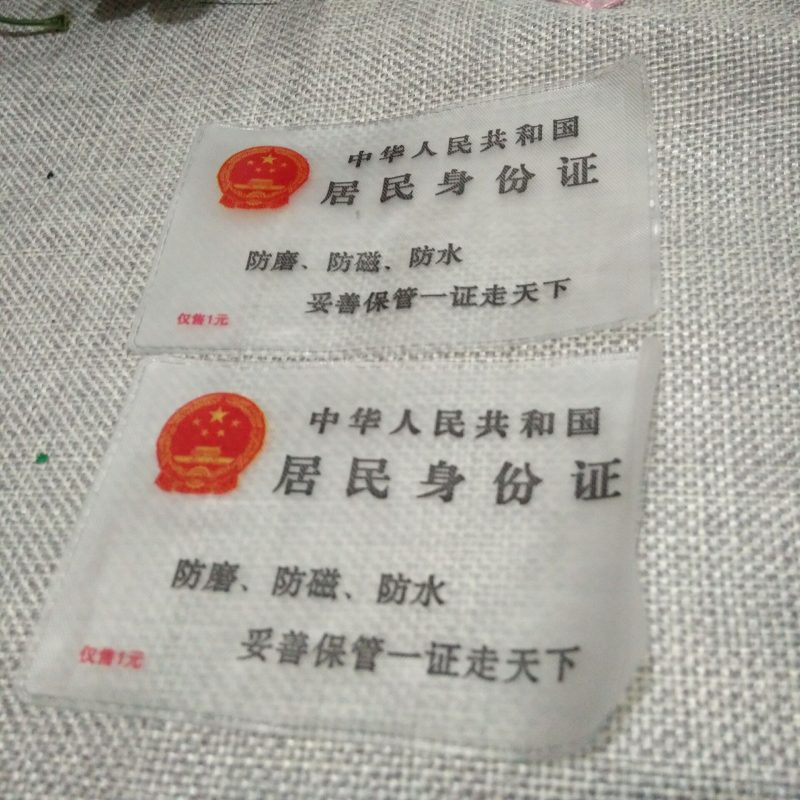 中华人民共和国
居民身份证
防磨、防磁、防水
妥善保管一证走天下
仅售1元
中华人民共和国
居民身份证
防磨、防磁、防水
妥善保管一证走天下
仅售1元